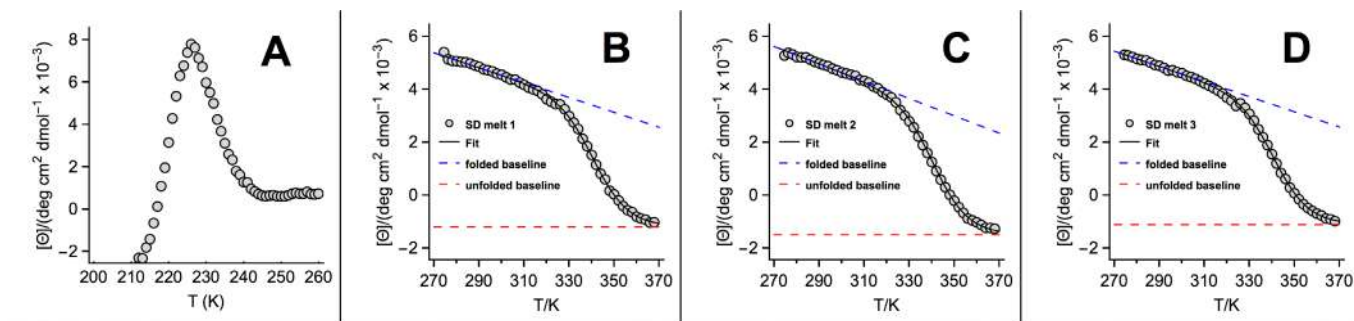 A
[Θ]/(deg cm² dmol⁻¹ x 10⁻³)
8
6
4
2
0
−2
200 210 220 230 240 250 260
T (K)
B
[Θ]/(deg cm² dmol⁻¹ x 10⁻³)
6
4
2
0
−2
SD melt 1
Fit
folded baseline
unfolded baseline
270 290 310 330 350 370
T/K
C
[Θ]/(deg cm² dmol⁻¹ x 10⁻³)
6
4
2
0
−2
SD melt 2
Fit
folded baseline
unfolded baseline
270 290 310 330 350 370
T/K
D
[Θ]/(deg cm² dmol⁻¹ x 10⁻³)
6
4
2
0
−2
SD melt 3
Fit
folded baseline
unfolded baseline
270 290 310 330 350 370
T/K